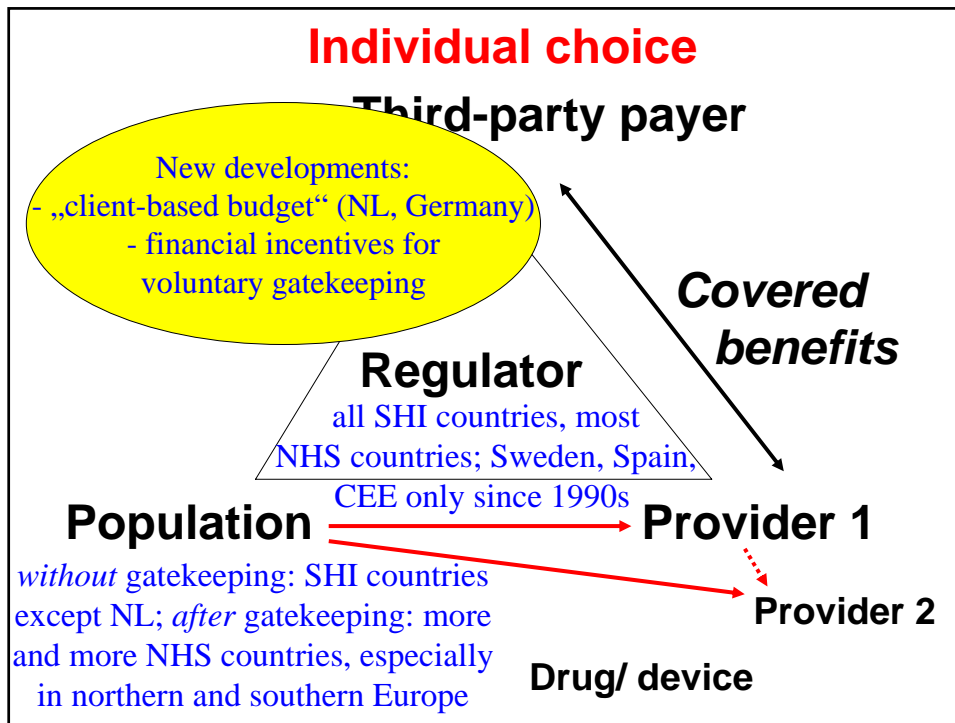 Individual choice
Third-party payer
New developments:
- „client-based budget“ (NL, Germany)
- financial incentives for
voluntary gatekeeping
Covered
benefits
Regulator
all SHI countries, most
NHS countries; Sweden, Spain,
CEE only since 1990s
Population
Provider 1
without gatekeeping: SHI countries
except NL; after gatekeeping: more
and more NHS countries, especially
in northern and southern Europe
Provider 2
Drug/ device